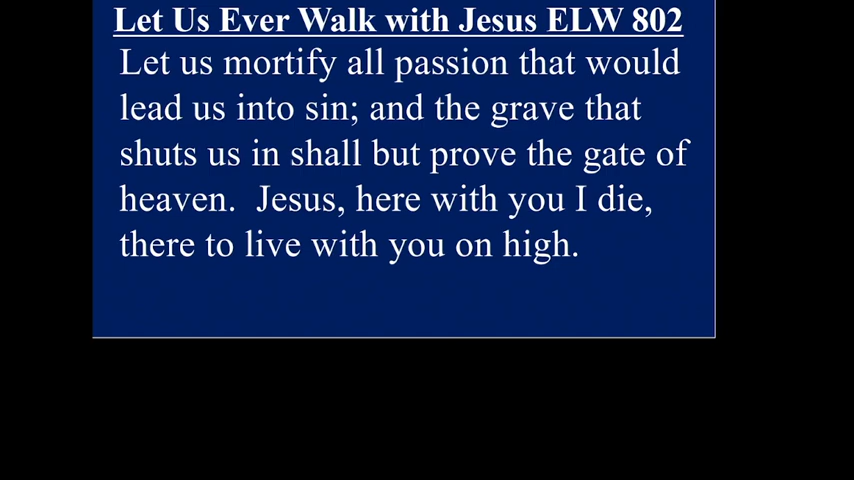 Let Us Ever Walk with Jesus ELW 802
Let us mortify all passion that would
lead us into sin; and the grave that
shuts us in shall but prove the gate of
heaven.  Jesus, here with you I die,
there to live with you on high.